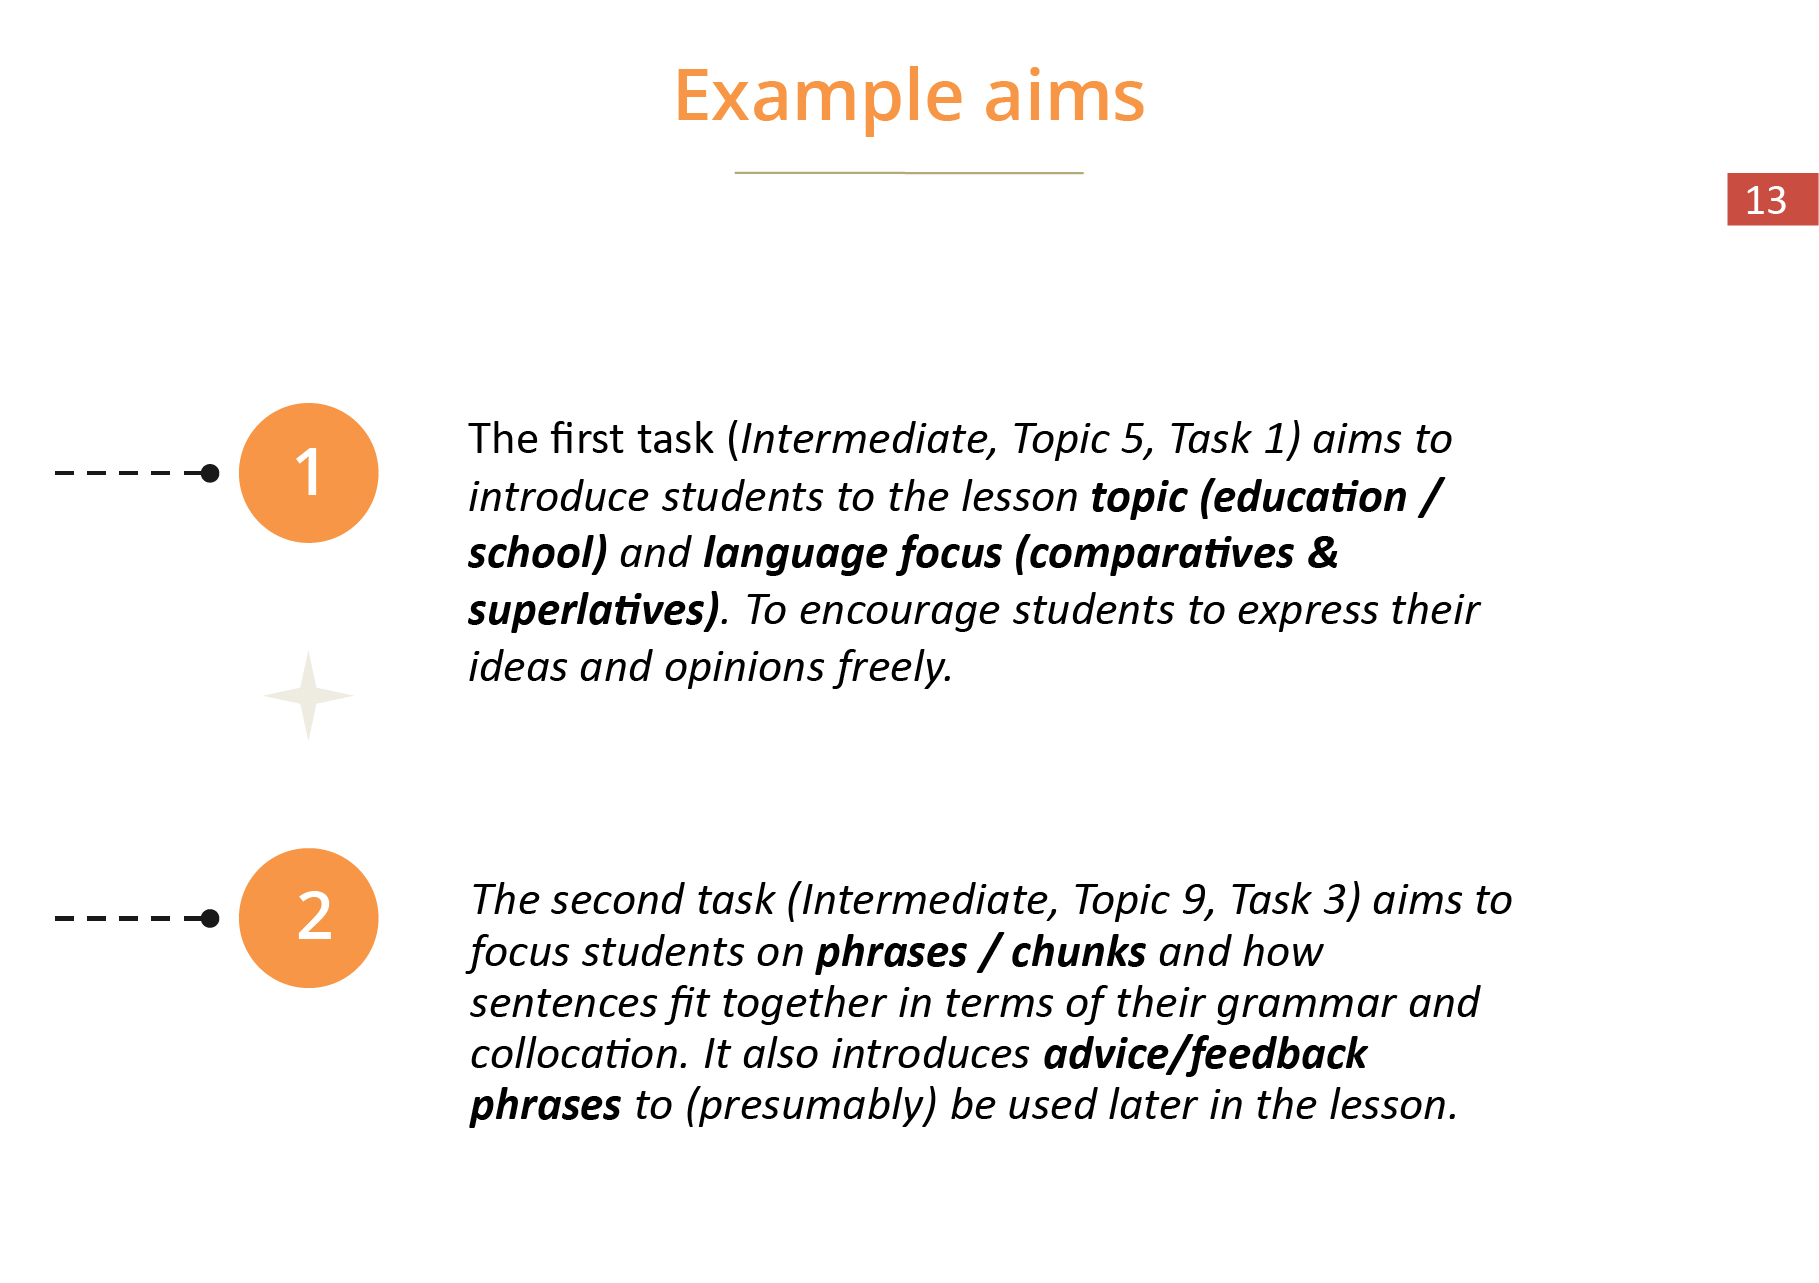 Example aims
13
1
The first task (Intermediate, Topic 5, Task 1) aims to
introduce students to the lesson topic (education /
school) and language focus (comparatives &
superlatives). To encourage students to express their
ideas and opinions freely.
2
The second task (Intermediate, Topic 9, Task 3) aims to
focus students on phrases / chunks and how
sentences fit together in terms of their grammar and
collocation. It also introduces advice/feedback
phrases to (presumably) be used later in the lesson.